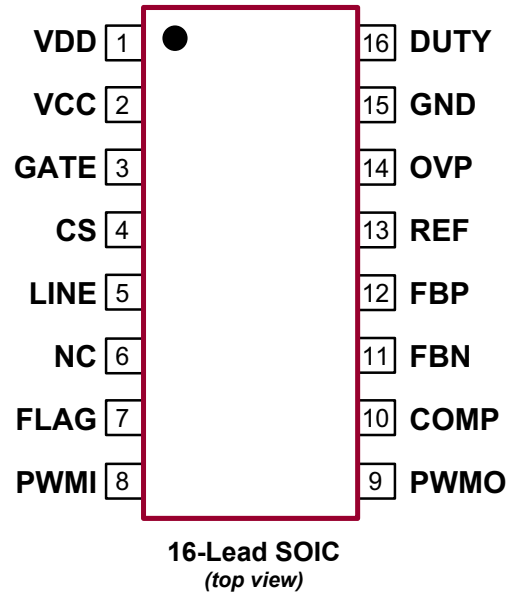 VDD 1 16 DUTY
VCC 2 15 GND
GATE 3 14 OVP
CS 4 13 REF
LINE 5 12 FBP
NC 6 11 FBN
FLAG 7 10 COMP
PWMI 8 9 PWMO
16-Lead SOIC
(top view)